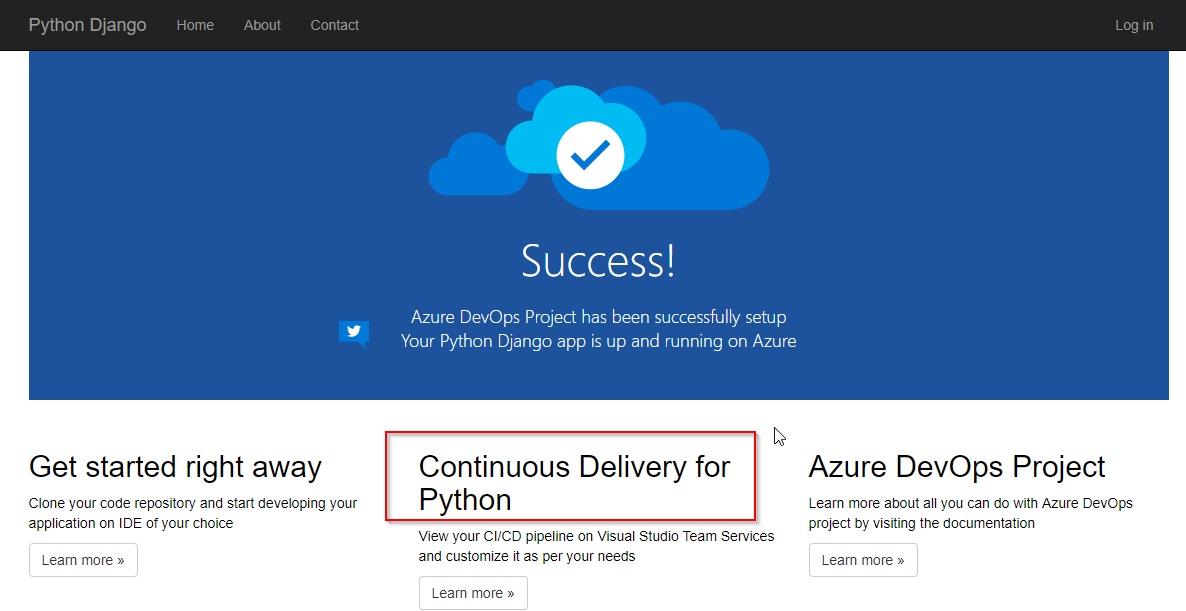 Python Django Home About Contact Log in
Success!
Azure DevOps Project has been successfully setup
Your Python Django app is up and running on Azure
Get started right away
Clone your code repository and start developing your
application on IDE of your choice
Learn more »
Continuous Delivery for
Python
View your CI/CD pipeline on Visual Studio Team Services
and customize it as per your needs
Learn more »
Azure DevOps Project
Learn more about all you can do with Azure DevOps
project by visiting the documentation
Learn more »